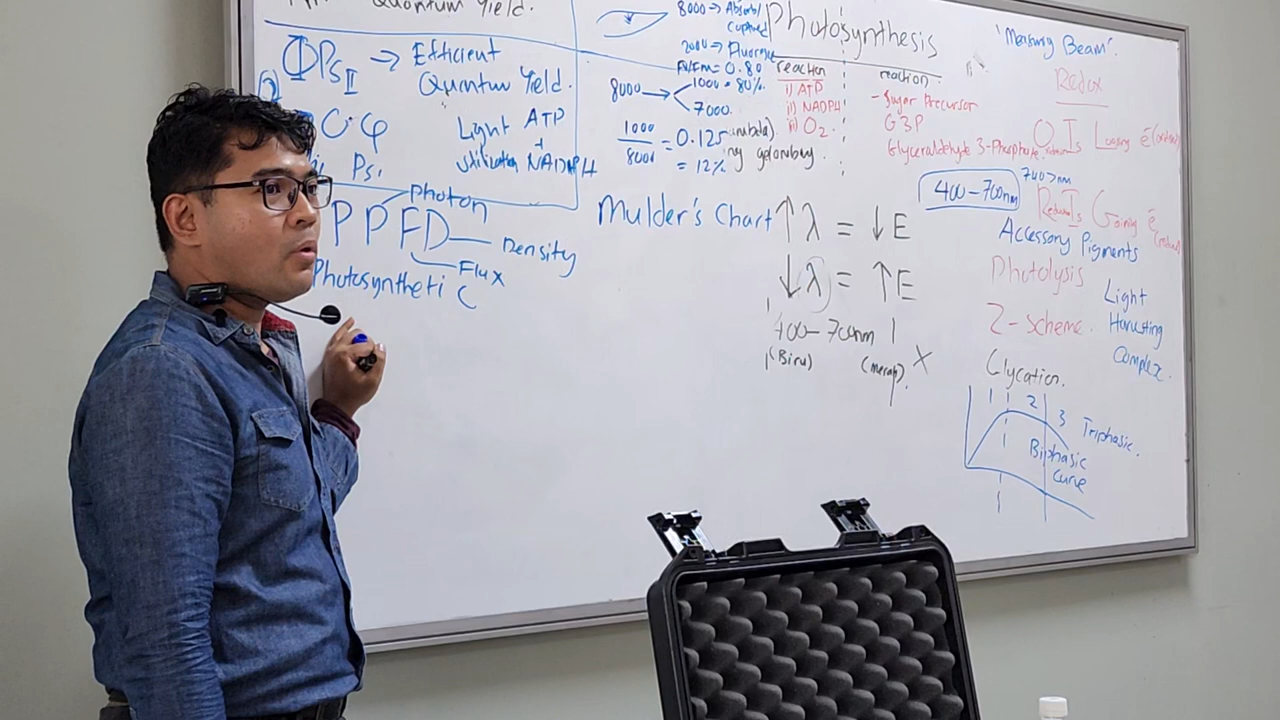 Quantum Yield.
ΦPSII → Efficient
Quantum Yield.
Light ATP
utilization NADPH
PS1
PPFD
Photon
Density
Flux
Photosynthetic
8000 → Absorb/
Captured
2000 → Fluoresce
Fv/Fm = 0.80
8000 →
1000 = 80%.
7000.
1000/8000 = 0.125
= 12%
Mulder's Chart
Photosynthesis
reaction
i) ATP
ii) NADPH
iii) O2.
reaction.
- Sugar Precursor
G3P
Glyceraldehyde 3-Phosphate.
↑λ = ↓E
↓λ = ↑E
400-700nm
(Biru)
(merah).
X
"Measuring Beam".
Redox
O I Losing é
400-700nm
740>nm
Gaining é
Accessory Pigments
Photolysis
Light
Harvesting
Complex.
Z-scheme.
Glycation.
1 2 3
Triphasic.
Biphasic
Curve